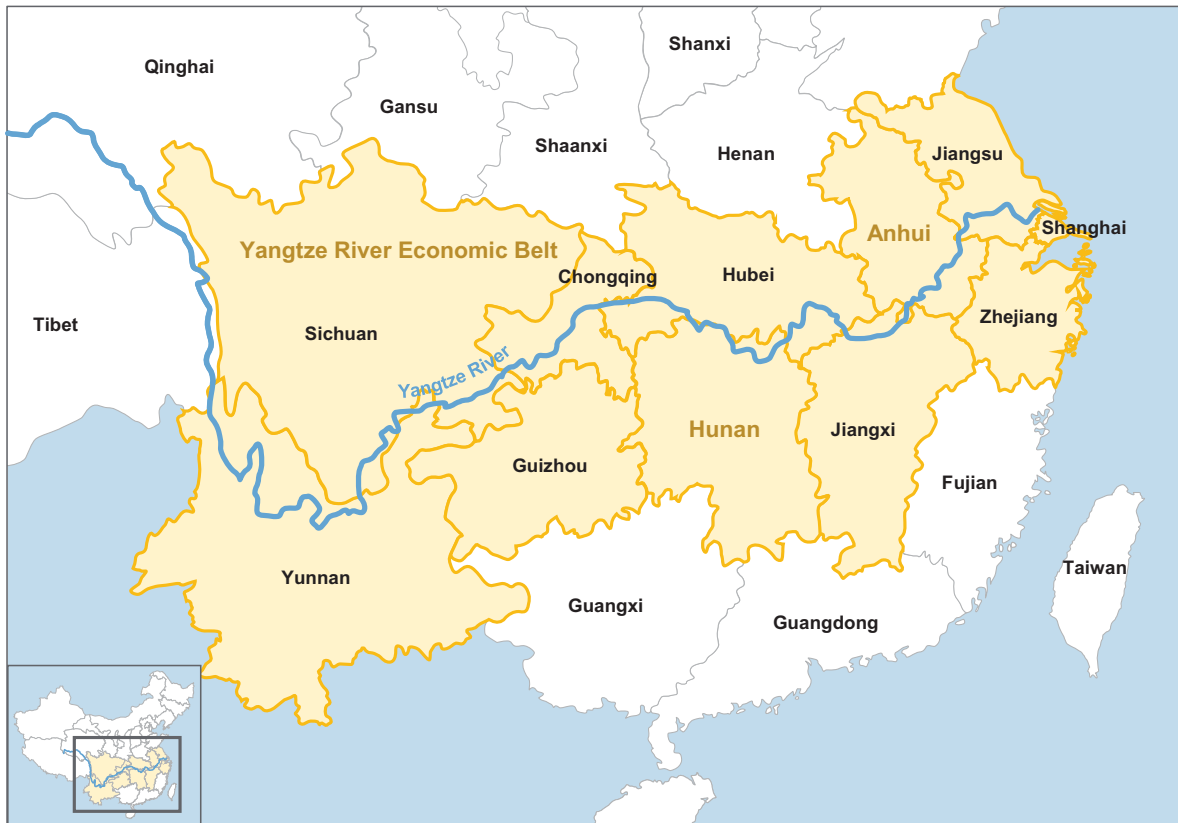 Shanxi
Qinghai
Gansu
Shaanxi
Henan
Jiangsu
Anhui
Shanghai
Yangtze River Economic Belt
Chongqing
Hubei
Zhejiang
Tibet
Sichuan
Yangtze River
Hunan
Jiangxi
Guizhou
Fujian
Yunnan
Taiwan
Guangxi
Guangdong